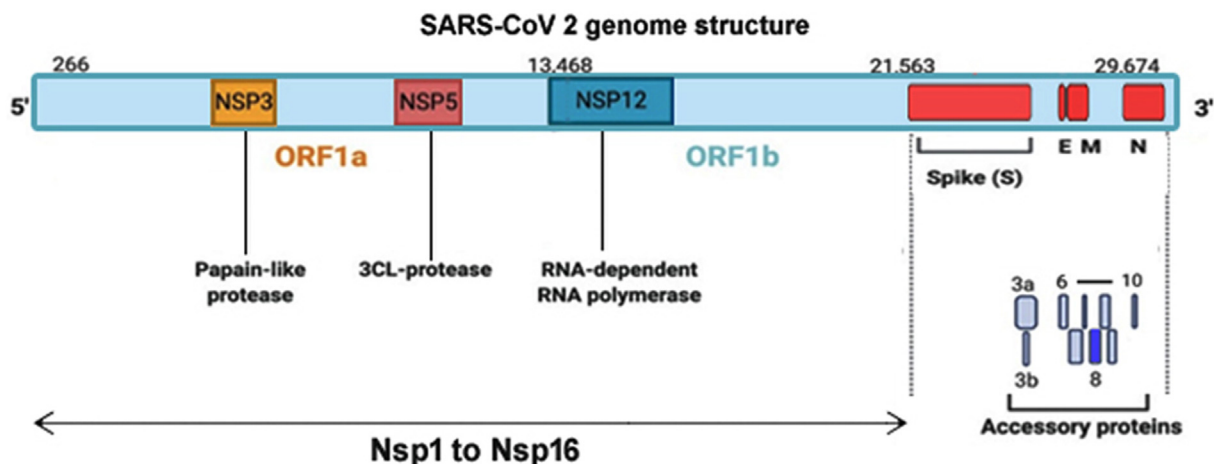 SARS-CoV 2 genome structure
266 13,468 21,563 29,674
5' NSP3 NSP5 NSP12 3'
ORF1a ORF1b E M N
Spike (S)
Papain-like 3CL-protease RNA-dependent
protease RNA polymerase
3a 6 10
3b 8
Accessory proteins
Nsp1 to Nsp16